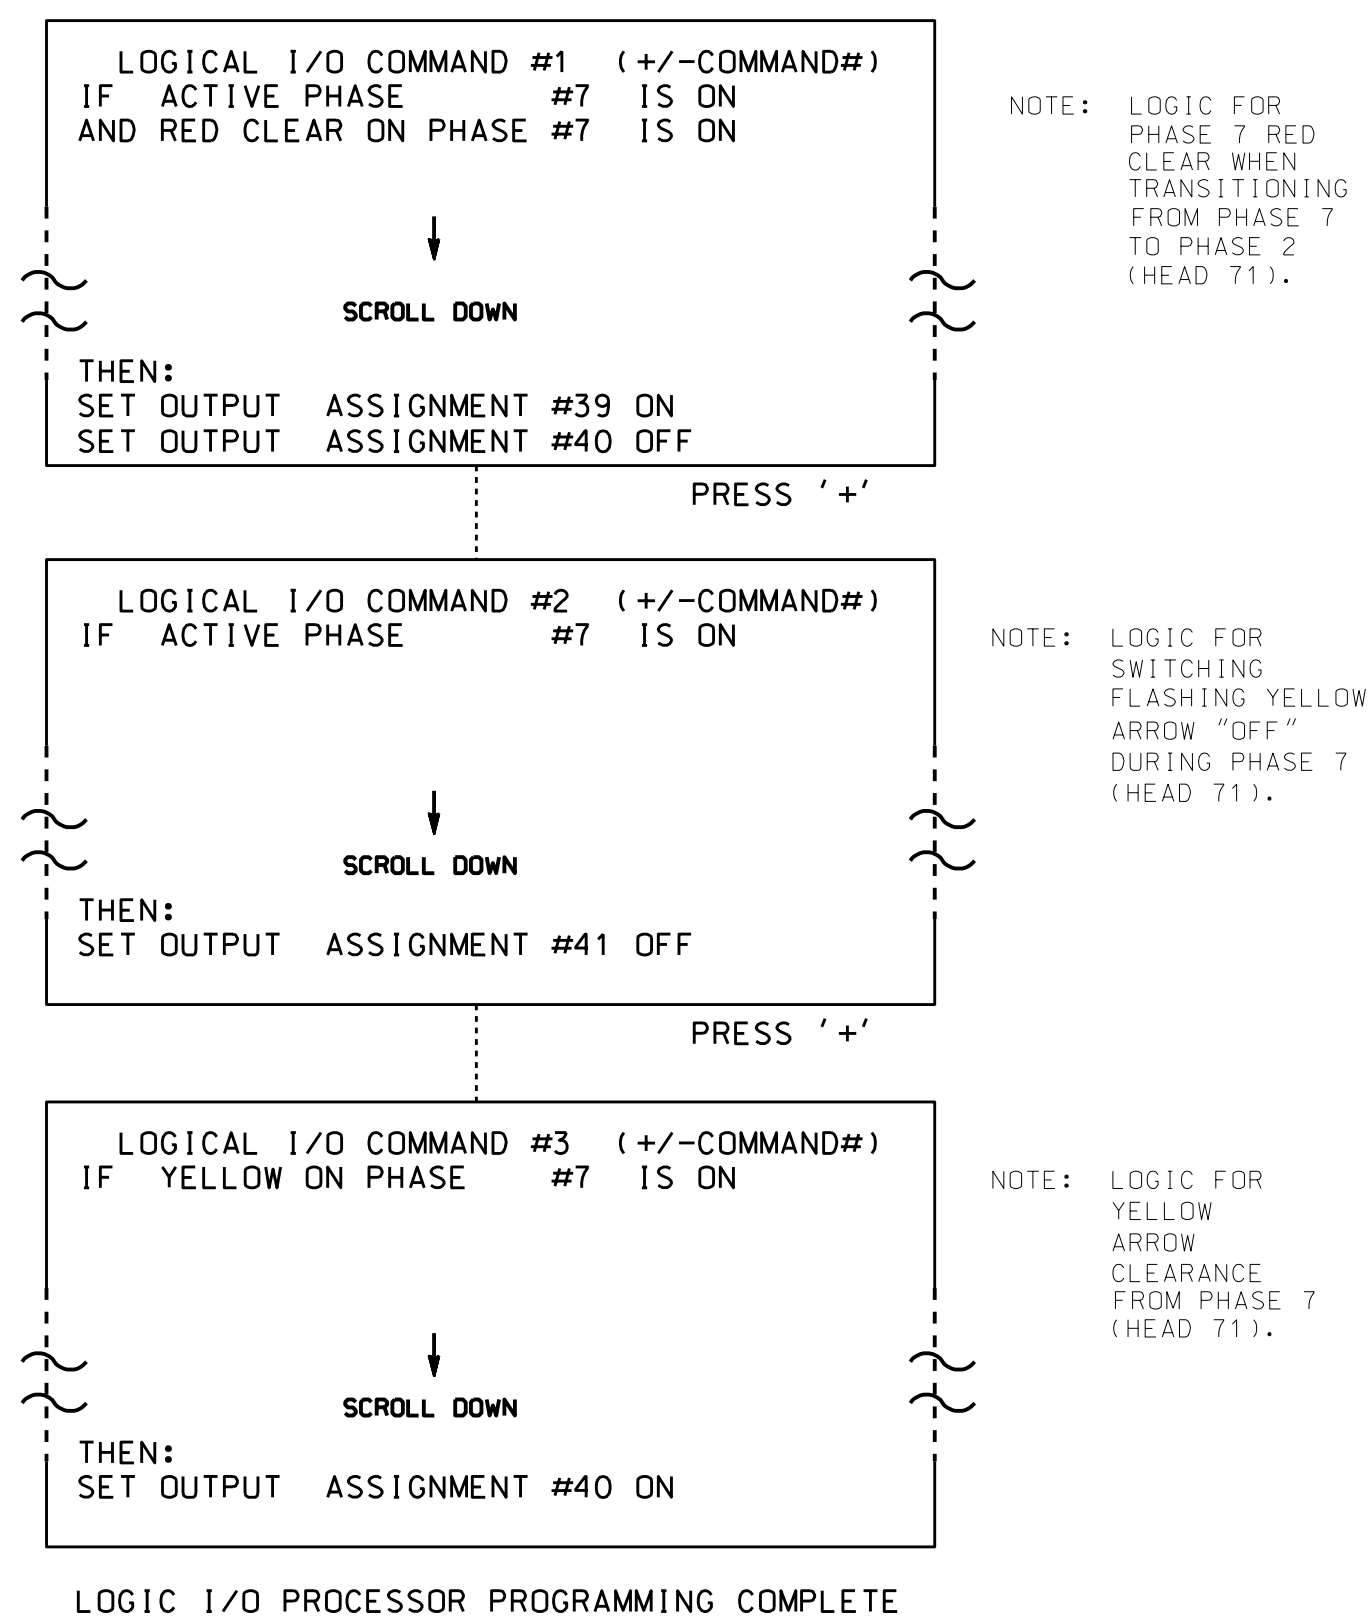 LOGICAL I/O COMMAND #1 (+/-COMMAND#)
IF ACTIVE PHASE #7 IS ON
AND RED CLEAR ON PHASE #7 IS ON
SCROLL DOWN
THEN:
SET OUTPUT ASSIGNMENT #39 ON
SET OUTPUT ASSIGNMENT #40 OFF
NOTE: LOGIC FOR
PHASE 7 RED
CLEAR WHEN
TRANSITIONING
FROM PHASE 7
TO PHASE 2
(HEAD 71).
PRESS '+'
LOGICAL I/O COMMAND #2 (+/-COMMAND#)
IF ACTIVE PHASE #7 IS ON
SCROLL DOWN
THEN:
SET OUTPUT ASSIGNMENT #41 OFF
NOTE: LOGIC FOR
SWITCHING
FLASHING YELLOW
ARROW "OFF"
DURING PHASE 7
(HEAD 71).
PRESS '+'
LOGICAL I/O COMMAND #3 (+/-COMMAND#)
IF YELLOW ON PHASE #7 IS ON
SCROLL DOWN
THEN:
SET OUTPUT ASSIGNMENT #40 ON
NOTE: LOGIC FOR
YELLOW
ARROW
CLEARANCE
FROM PHASE 7
(HEAD 71).
LOGIC I/O PROCESSOR PROGRAMMING COMPLETE